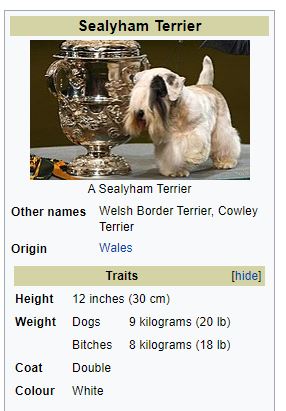 Sealyham Terrier
A Sealyham Terrier
Other names Welsh Border Terrier, Cowley
Terrier
Origin Wales
Traits [hide]
Height 12 inches (30 cm)
Weight Dogs 9 kilograms (20 lb)
Bitches 8 kilograms (18 lb)
Coat Double
Colour White